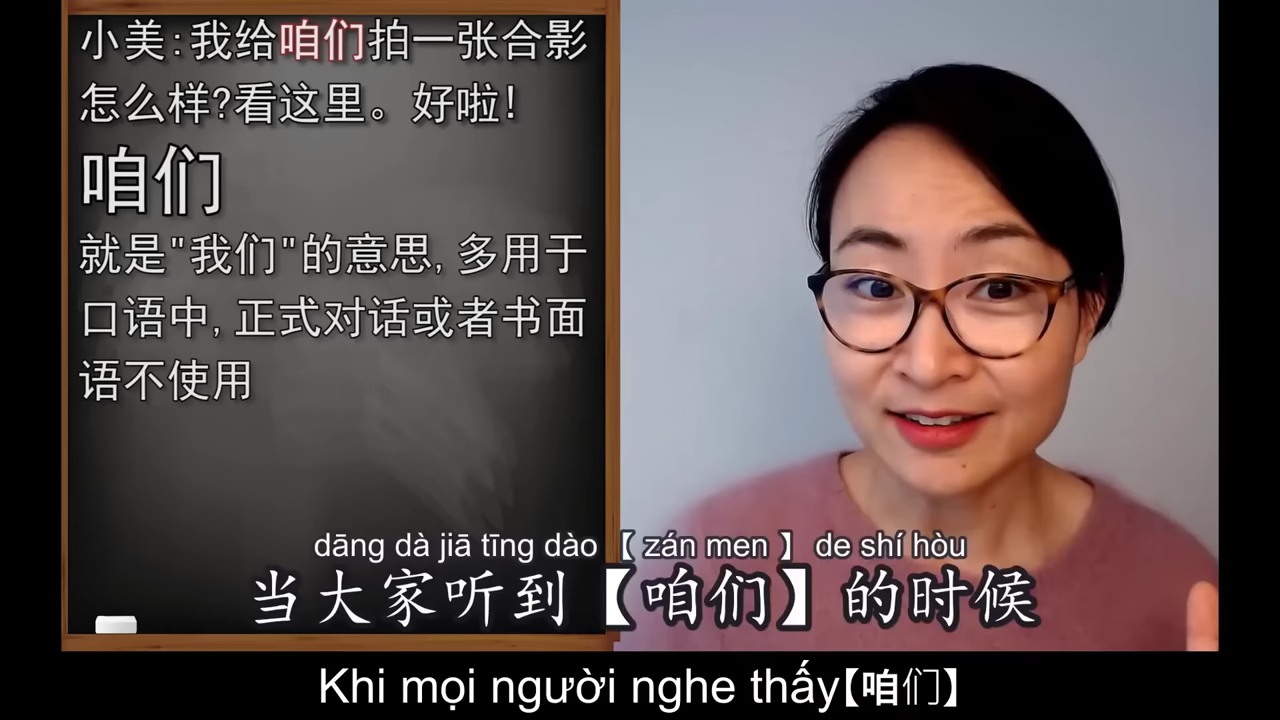 小美:我给咱们拍一张合影
怎么样?看这里。好啦!
咱们
就是"我们"的意思,多用于
口语中,正式对话或者书面
语不使用
dāng dà jiā tīng dào 【 zán men 】 de shí hòu
当大家听到【咱们】的时候
Khi mọi người nghe thấy【咱们】